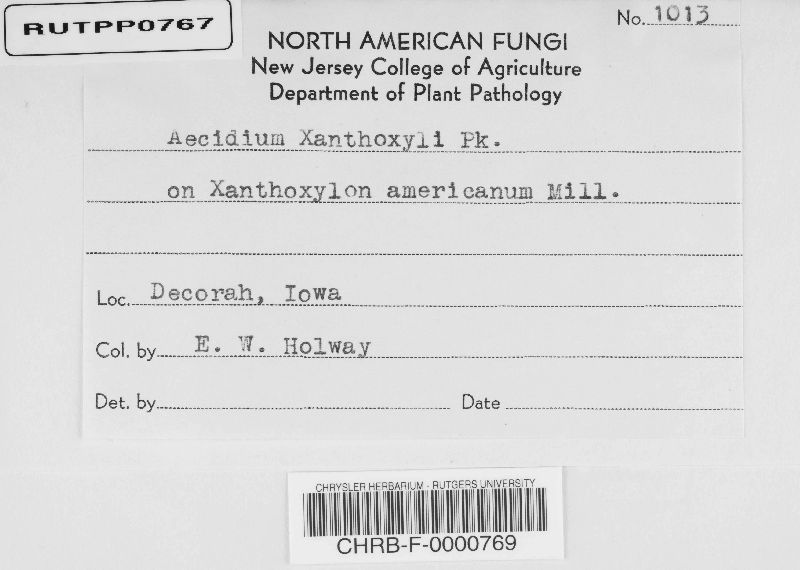 RUTPP0767
No. 1013
NORTH AMERICAN FUNGI
New Jersey College of Agriculture
Department of Plant Pathology
Aecidium Xanthoxyli Pk.
on Xanthoxylon americanum Mill.
Loc. Decorah, Iowa
Col. by E. W. Holway
Det. by Date
CHRYSLER HERBARIUM - RUTGERS UNIVERSITY
CHRB-F-0000769